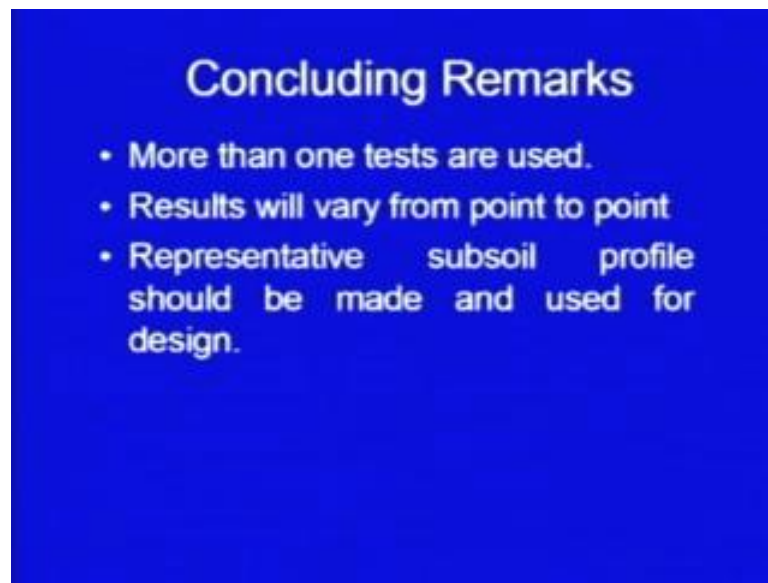 Concluding Remarks
• More than one tests are used.
• Results will vary from point to point
• Representative subsoil profile
should be made and used for
design.